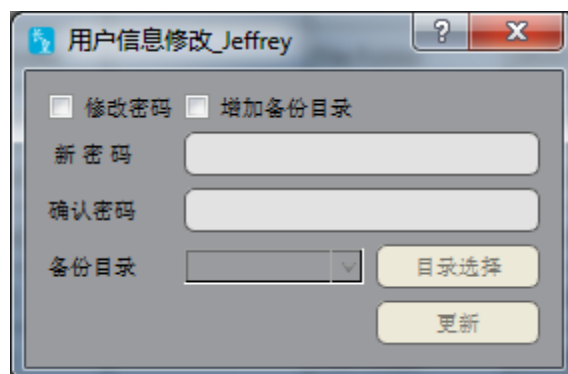 用户信息修改_Jeffrey
修改密码 增加备份目录
新 密 码
确认密码
备份目录 目录选择
更新